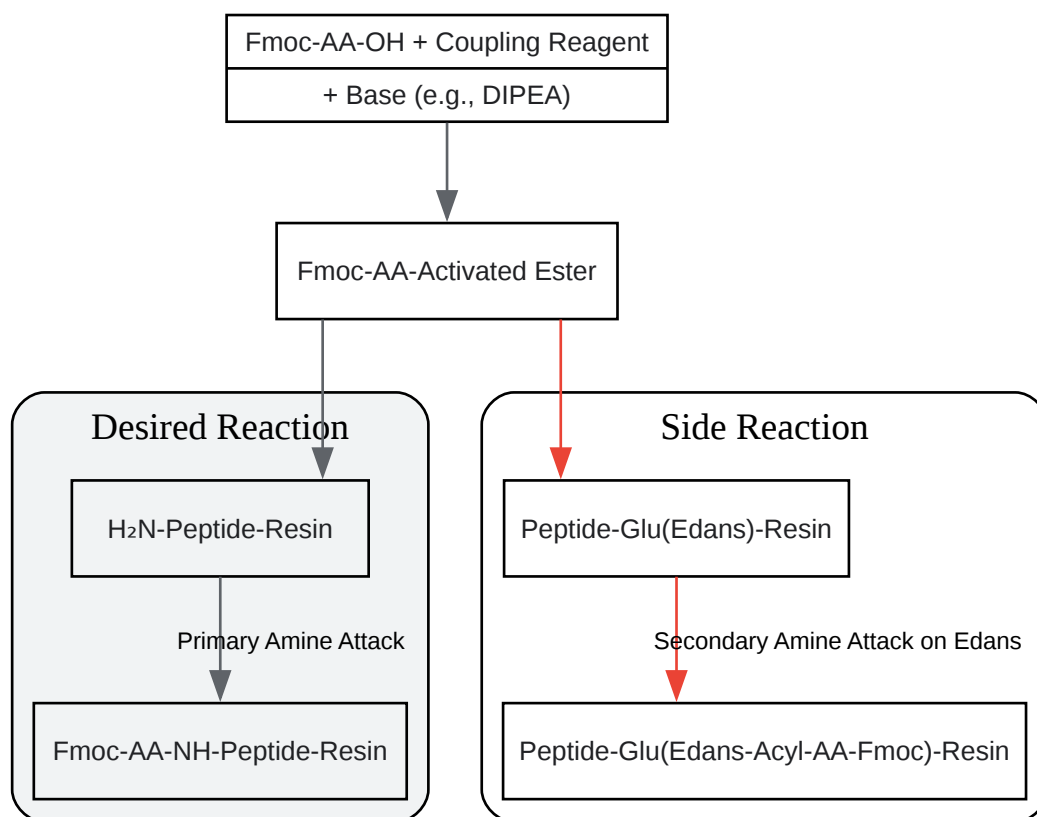 Fmoc-AA-OH + Coupling Reagent
+ Base (e.g., DIPEA)
Fmoc-AA-Activated Ester
Desired Reaction
H₂N-Peptide-Resin
Primary Amine Attack
Fmoc-AA-NH-Peptide-Resin
Side Reaction
Peptide-Glu(Edans)-Resin
Secondary Amine Attack on Edans
Peptide-Glu(Edans-Acyl-AA-Fmoc)-Resin